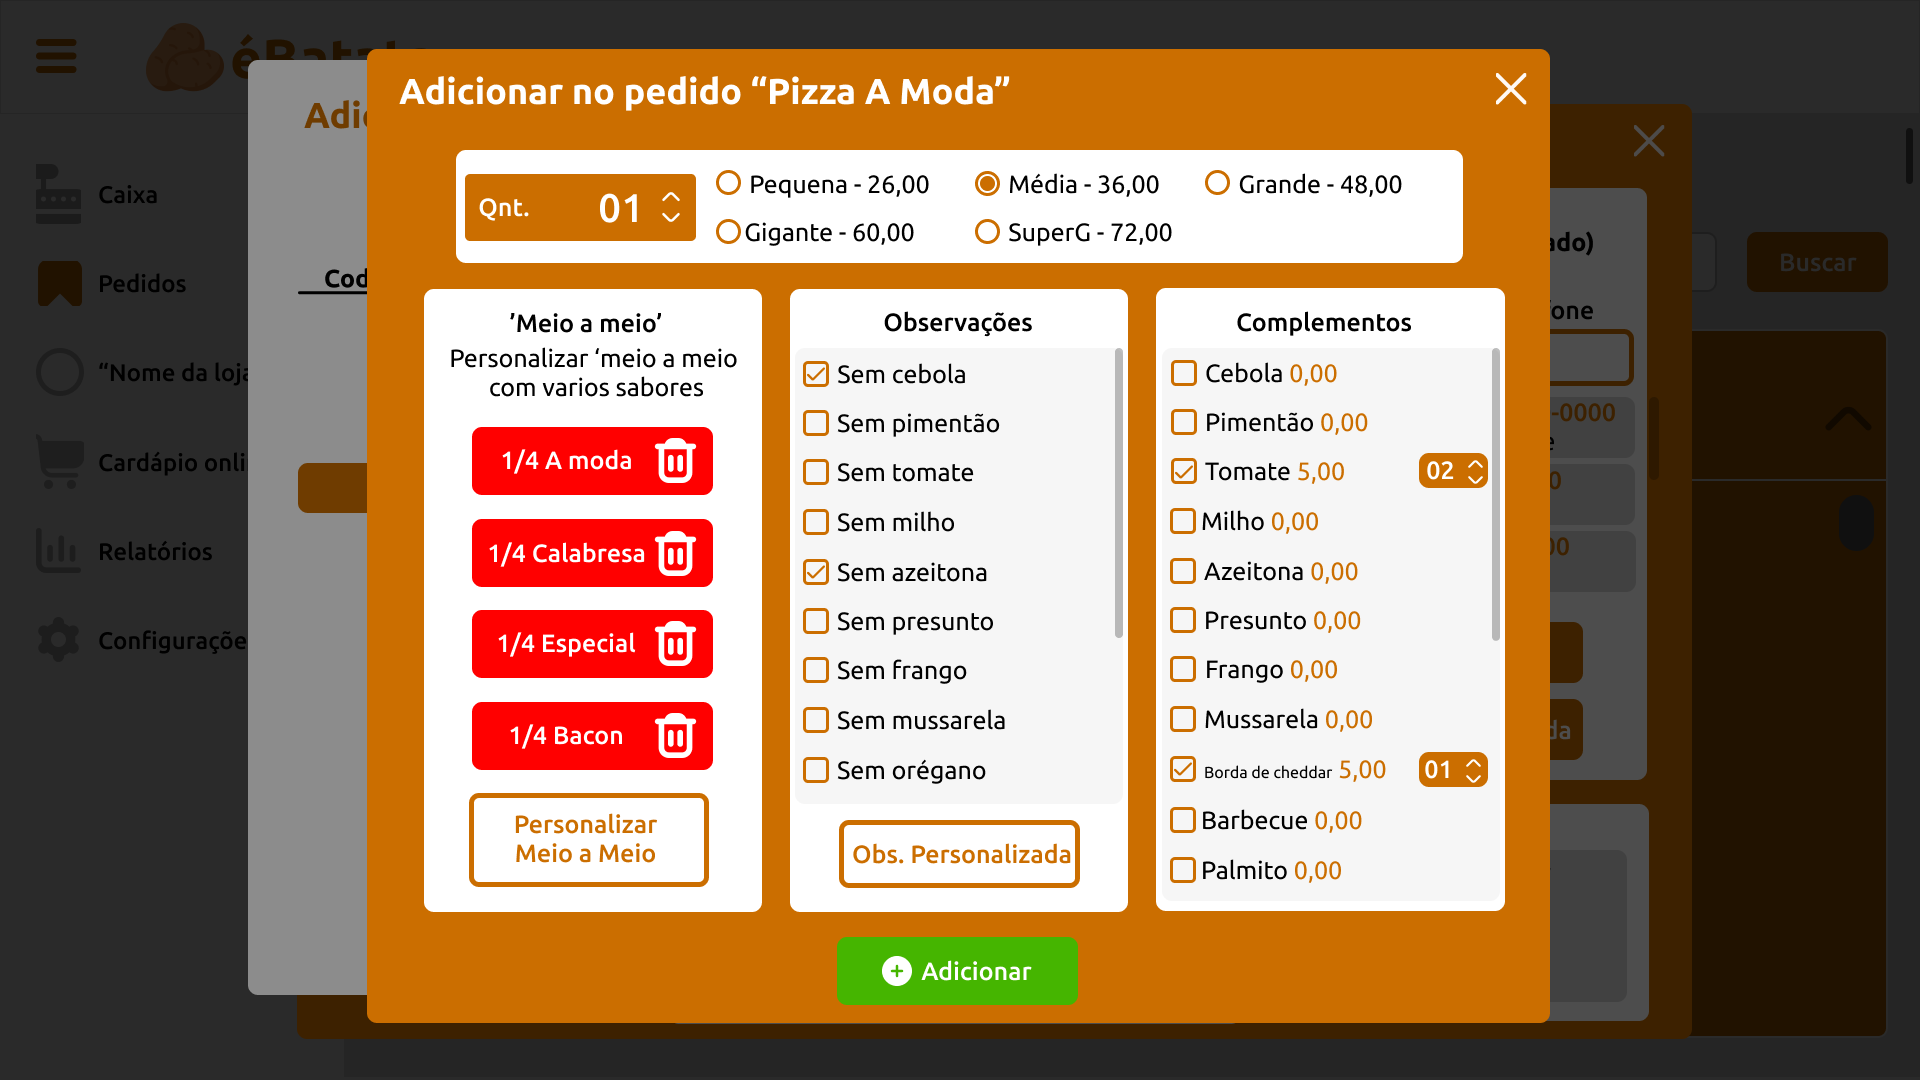 éBatata
Adicionar no pedido “Pizza A Moda”
Qnt. 01
Pequena - 26,00
Média - 36,00
Grande - 48,00
Gigante - 60,00
SuperG - 72,00
’Meio a meio’
Personalizar ‘meio a meio
com varios sabores
1/4 A moda
1/4 Calabresa
1/4 Especial
1/4 Bacon
Personalizar
Meio a Meio
Observações
Sem cebola
Sem pimentão
Sem tomate
Sem milho
Sem azeitona
Sem presunto
Sem frango
Sem mussarela
Sem orégano
Obs. Personalizada
Complementos
Cebola 0,00
Pimentão 0,00
Tomate 5,00 02
Milho 0,00
Azeitona 0,00
Presunto 0,00
Frango 0,00
Mussarela 0,00
Borda de cheddar 5,00 01
Barbecue 0,00
Palmito 0,00
Adicionar
Caixa
Pedidos
“Nome da loja
Cardápio onli
Relatórios
Configuraçõe
Adic
Cod
ado)
fone
-0000
Buscar
da